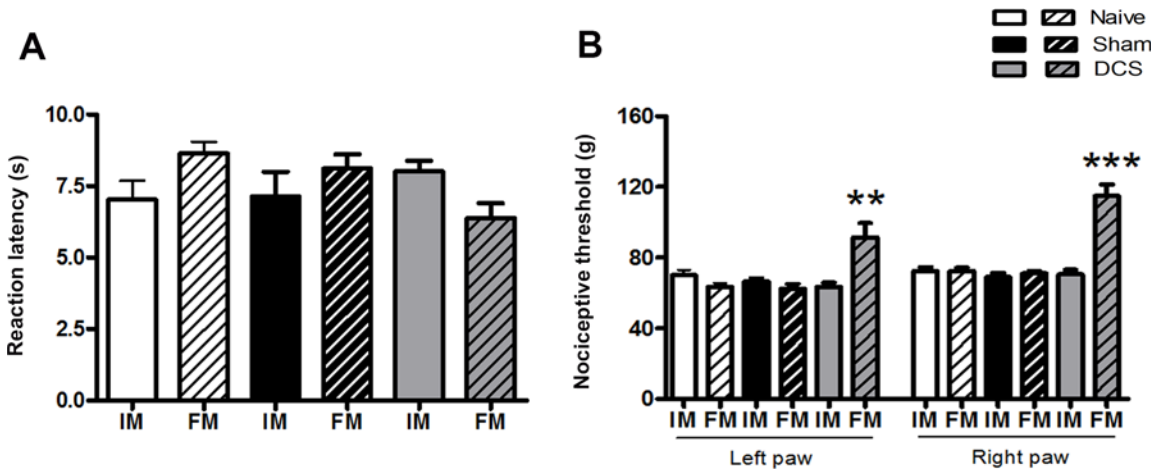 A
Reaction latency (s)
10.0
7.5
5.0
2.5
0.0
IM FM IM FM IM FM
B
Naive
Sham
DCS
Nociceptive threshold (g)
160
120
80
40
0
**
***
IM FM IM FM IM FM IM FM IM FM IM FM
Left paw Right paw